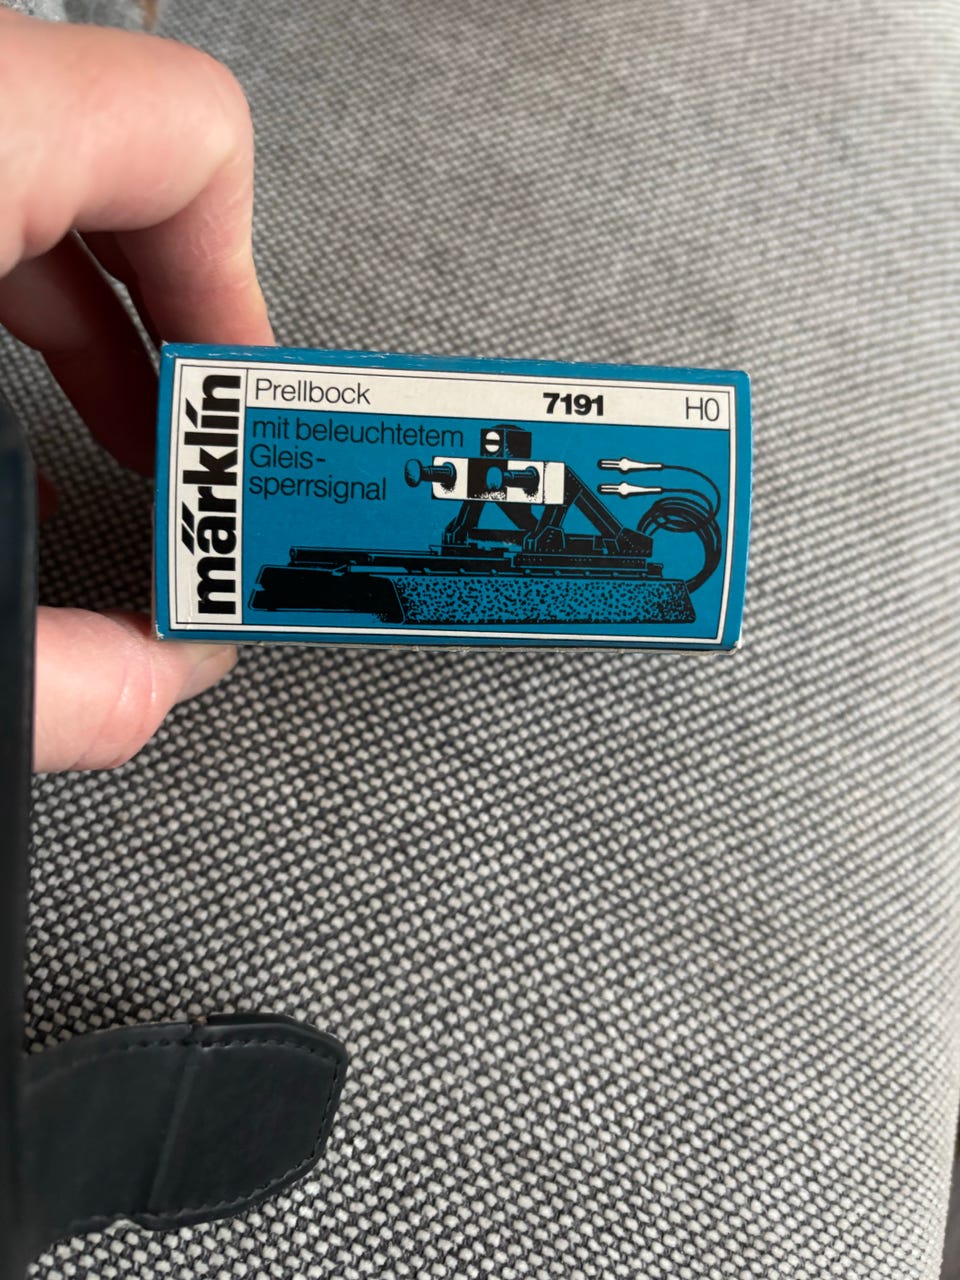 märklin
Prellbock 7191 H0
mit beleuchtetem
Gleis-
sperrsignal